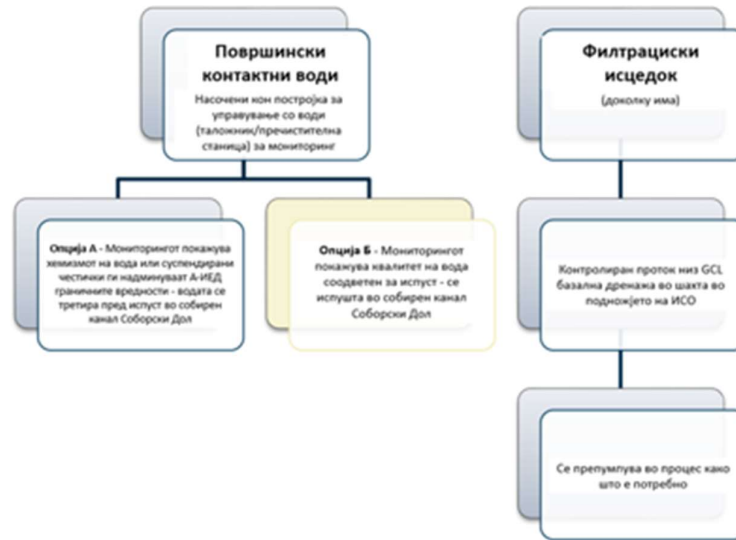 Површински
контактни води
Насочени кон постројка за
управување со води
(таложник/пречистителна
станица) за мониторинг
Опција А - Мониторингот покажува
хемизмот на вода или суспендирани
честички ги надминуваат А-ИЕД
граничните вредности - водата се
третира пред испуст во собирен
канал Соборски Дол
Опција Б - Мониторингот
покажува квалитет на вода
соодветен за испуст - се
испушта во собирен канал
Соборски Дол
Филтрациски
исцедок
(доколку има)
Контролиран проток низ GCL
базална дренажа во шахта во
подножјето на ИСО
Се препумпува во процес како
што е потребно